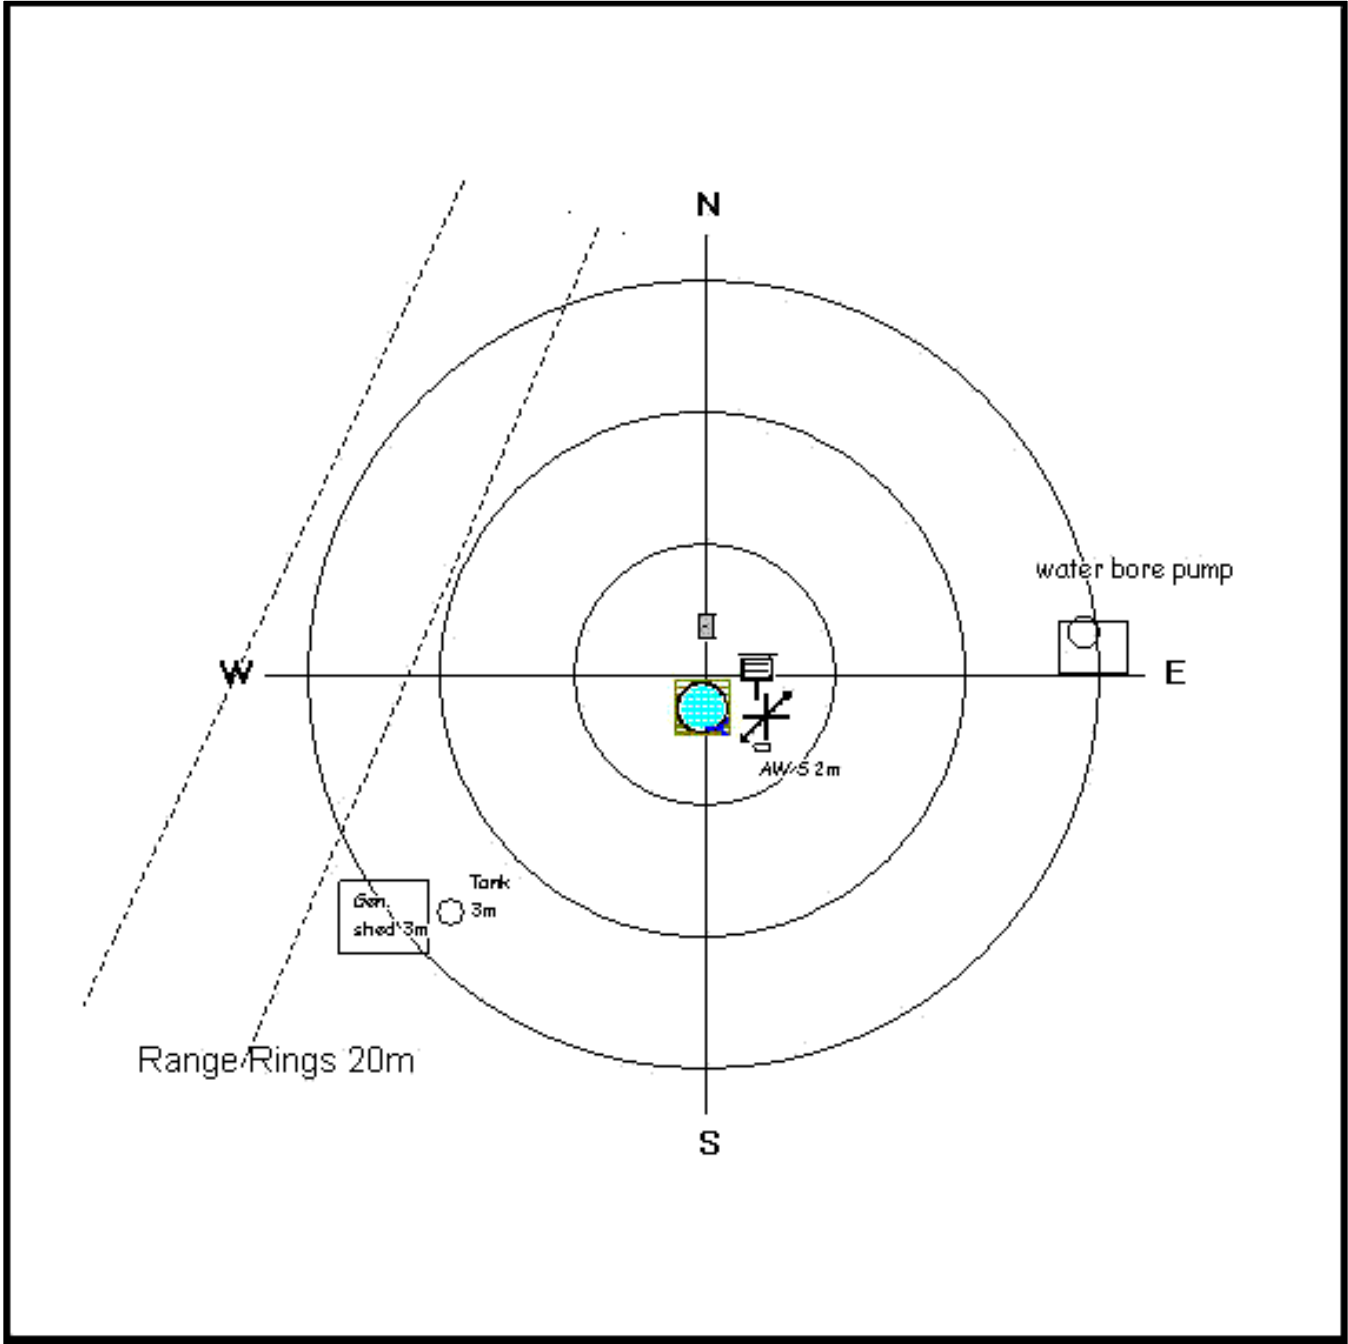 N
water bore pump
W
E
AWS 2m
Tank
3m
Gen.
shed 3m
Range Rings 20m
S